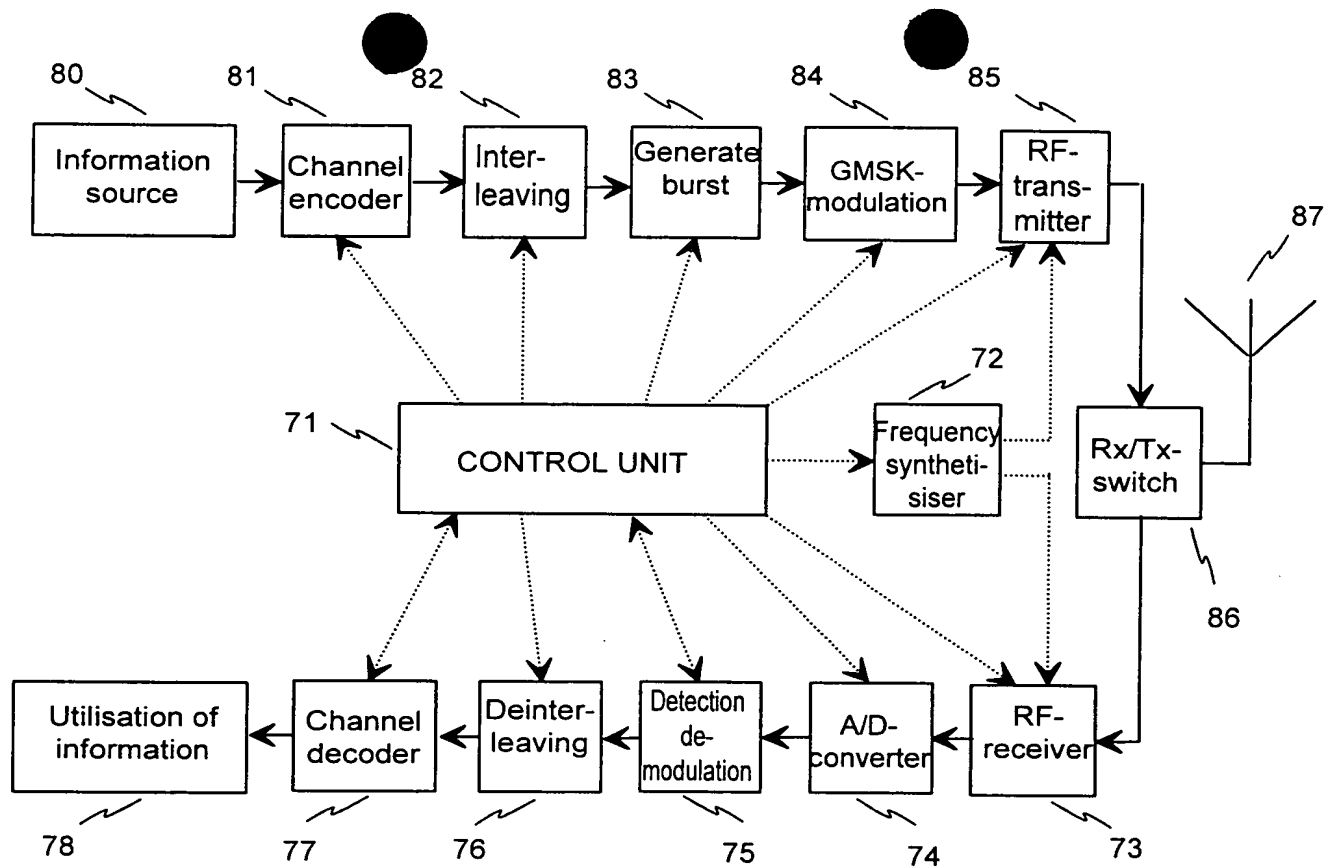 80
81
82
83
84
85
Information
source
Channel
encoder
Inter-
leaving
Generate
burst
GMSK-
modulation
RF-
trans-
mitter
87
72
71
CONTROL UNIT
Frequency
syntheti-
siser
Rx/Tx-
switch
86
Utilisation of
information
Channel
decoder
Deinter-
leaving
Detection
de-
modulation
A/D-
converter
RF-
receiver
78
77
76
75
74
73